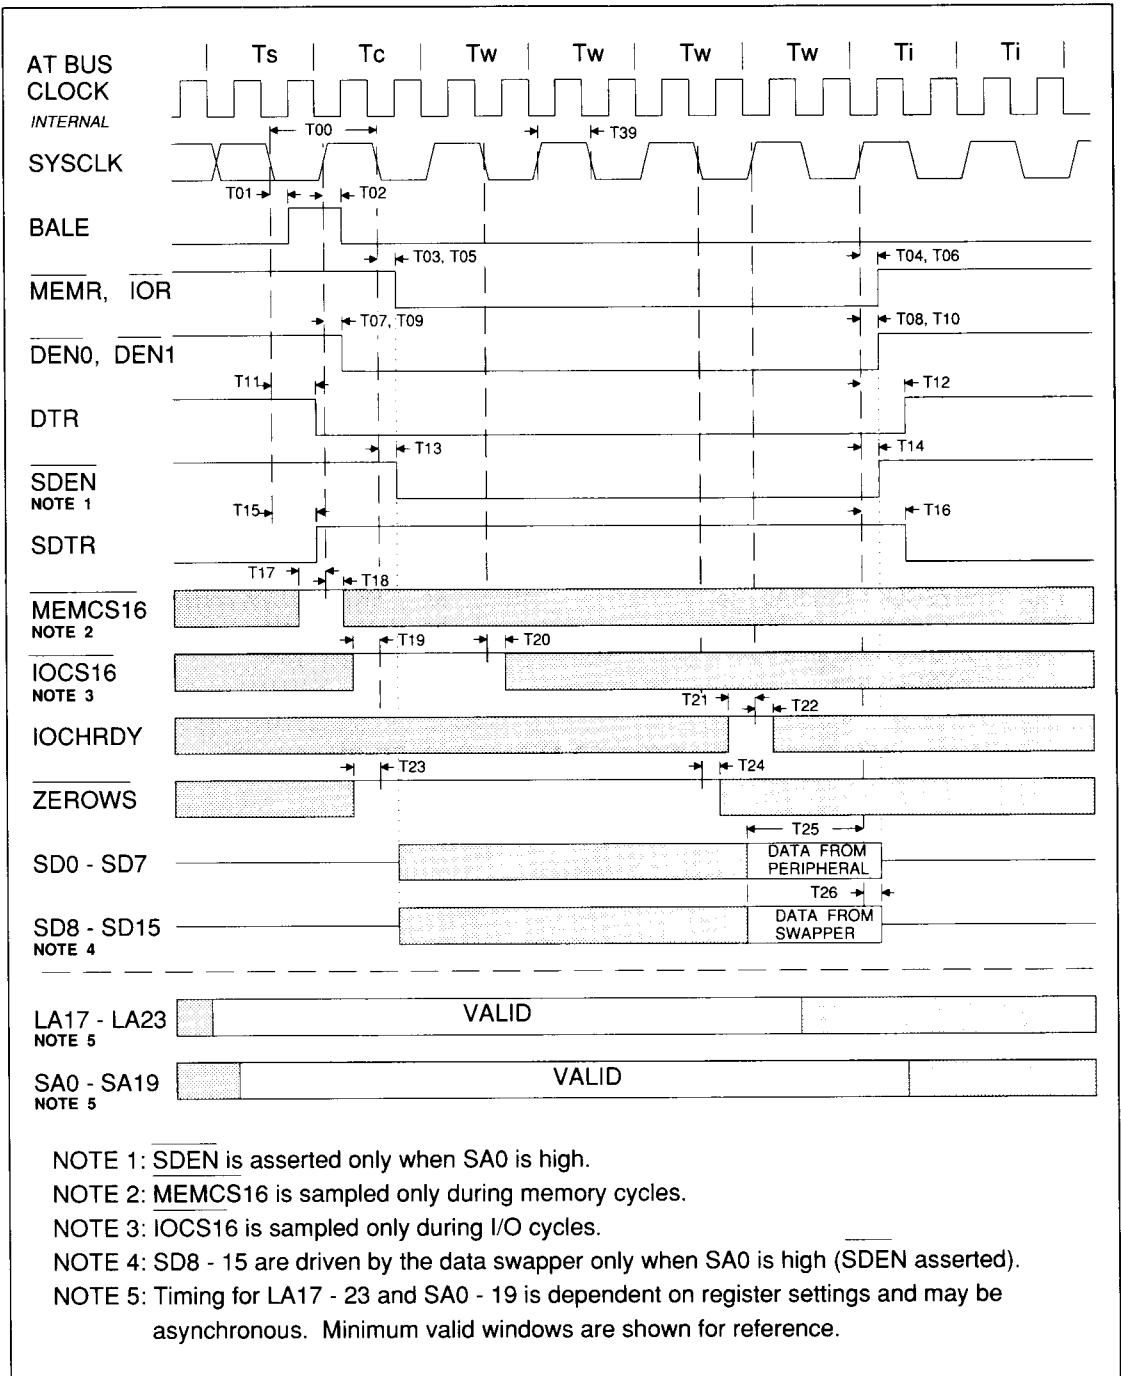 Ts Tc Tw Tw Tw Tw Ti Ti
AT BUS
CLOCK
INTERNAL
T00 T39
SYSCLK
T01 T02
BALE
T03, T05 T04, T06
MEMR, IOR
T07, T09 T08, T10
DEN0, DEN1
T11 T12
DTR
T13 T14
SDEN
NOTE 1
T15 T16
SDTR
T17 T18
MEMCS16
NOTE 2
T19 T20
IOCS16
NOTE 3
T21 T22
IOCHRDY
T23 T24
ZEROWS
T25
SD0 - SD7
DATA FROM
PERIPHERAL
T26
SD8 - SD15
NOTE 4
DATA FROM
SWAPPER
LA17 - LA23 VALID
NOTE 5
SA0 - SA19 VALID
NOTE 5
NOTE 1: SDEN is asserted only when SA0 is high.
NOTE 2: MEMCS16 is sampled only during memory cycles.
NOTE 3: IOCS16 is sampled only during I/O cycles.
NOTE 4: SD8 - 15 are driven by the data swapper only when SA0 is high (SDEN asserted).
NOTE 5: Timing for LA17 - 23 and SA0 - 19 is dependent on register settings and may be
asynchronous. Minimum valid windows are shown for reference.